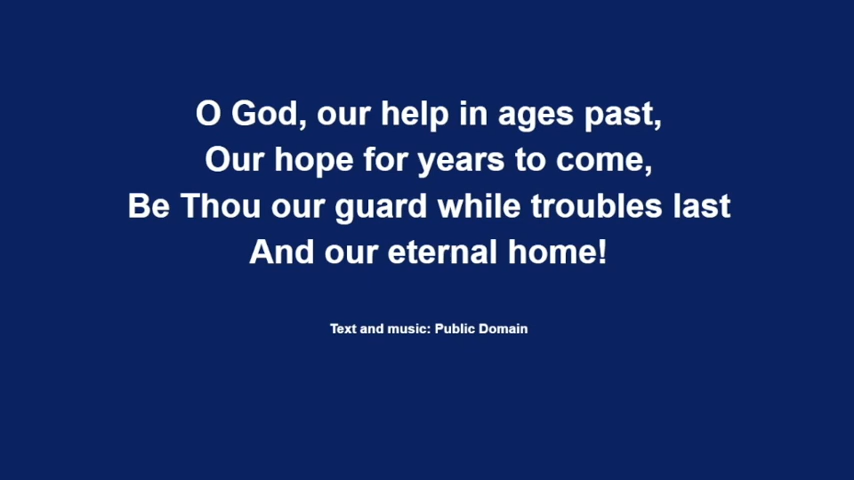 O God, our help in ages past,
Our hope for years to come,
Be Thou our guard while troubles last
And our eternal home!
Text and music: Public Domain